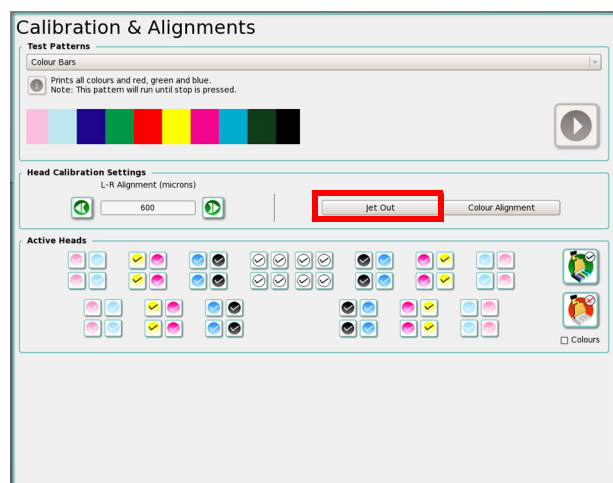 Calibration & Alignments
Test Patterns
Colour Bars
Prints all colours and red, green and blue.
Note: This pattern will run until stop is pressed.
Head Calibration Settings
L-R Alignment (microns)
600
Jet Out
Colour Alignment
Active Heads
Colours